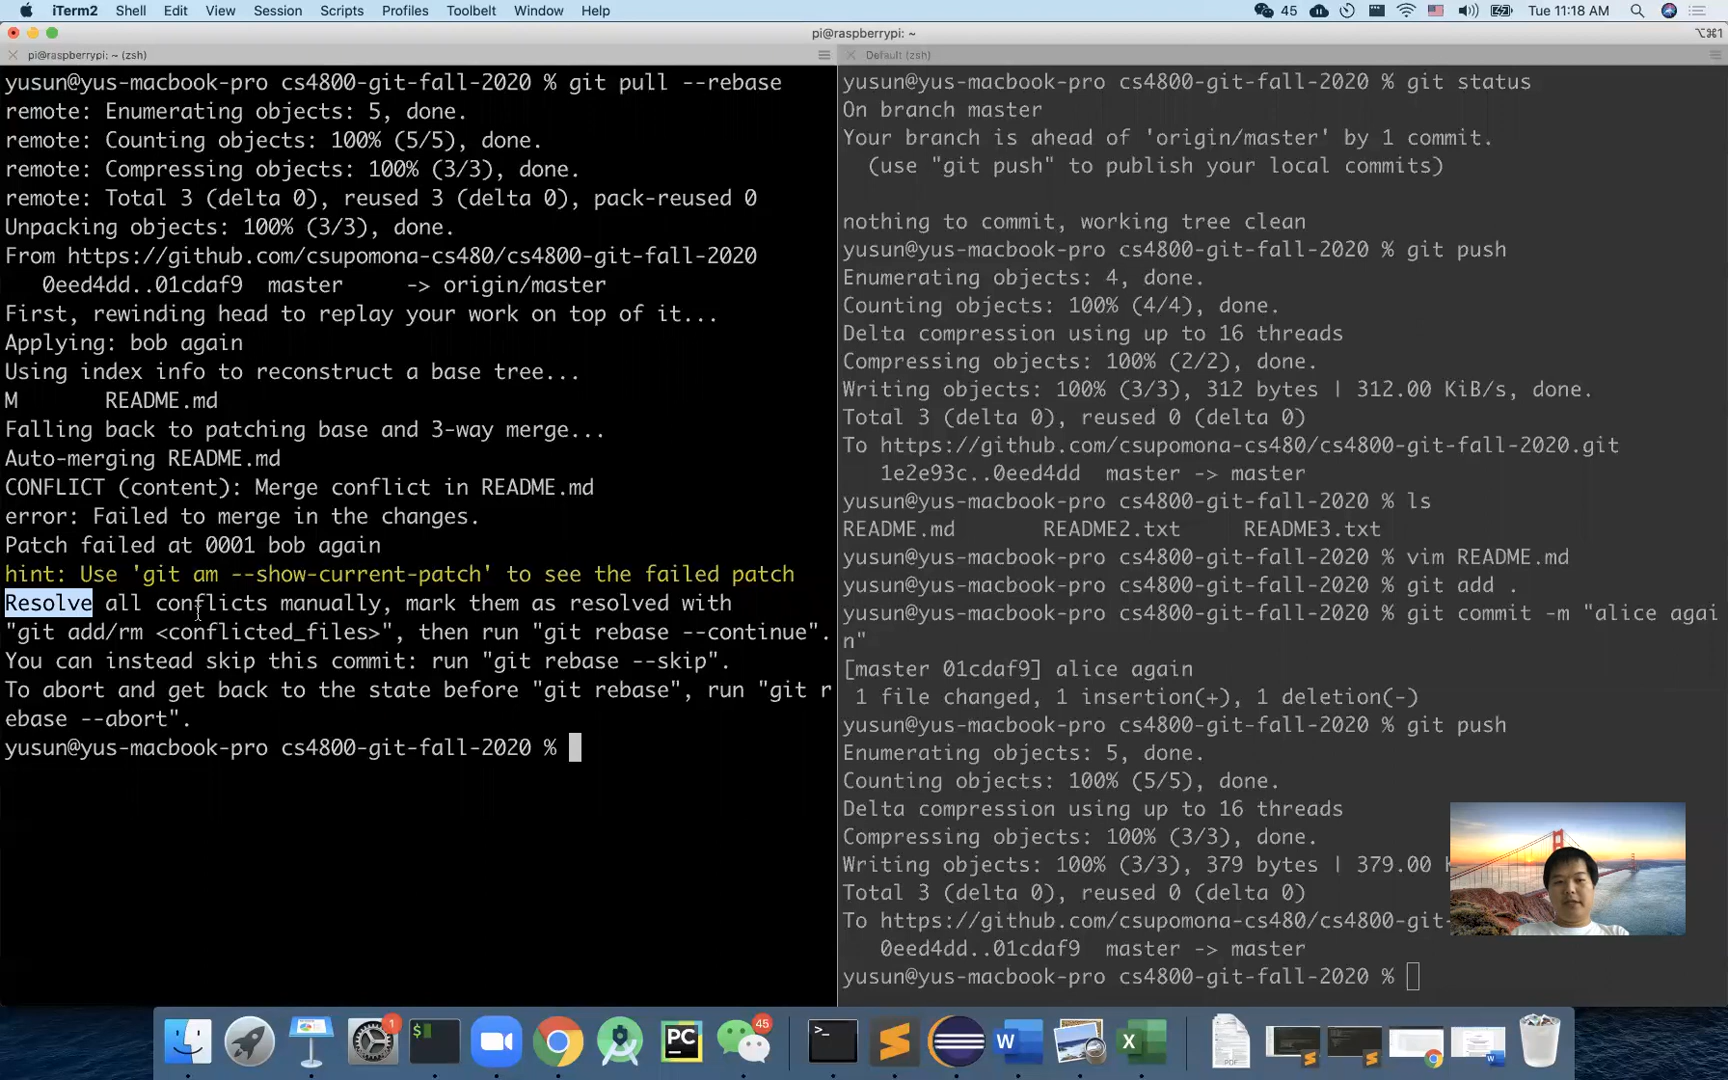 iTerm2 Shell Edit View Session Scripts Profiles Toolbelt Window Help 45 Tue 11:18 AM
pi@raspberrypi: ~ ⌥⌘1
pi@raspberrypi: ~ (zsh)
yusun@yus-macbook-pro cs4800-git-fall-2020 % git pull --rebase
remote: Enumerating objects: 5, done.
remote: Counting objects: 100% (5/5), done.
remote: Compressing objects: 100% (3/3), done.
remote: Total 3 (delta 0), reused 3 (delta 0), pack-reused 0
Unpacking objects: 100% (3/3), done.
From https://github.com/csupomona-cs480/cs4800-git-fall-2020
0eed4dd..01cdaf9 master -> origin/master
First, rewinding head to replay your work on top of it...
Applying: bob again
Using index info to reconstruct a base tree...
M README.md
Falling back to patching base and 3-way merge...
Auto-merging README.md
CONFLICT (content): Merge conflict in README.md
error: Failed to merge in the changes.
Patch failed at 0001 bob again
hint: Use 'git am --show-current-patch' to see the failed patch
Resolve all conflicts manually, mark them as resolved with
"git add/rm <conflicted_files>", then run "git rebase --continue".
You can instead skip this commit: run "git rebase --skip".
To abort and get back to the state before "git rebase", run "git r
ebase --abort".
yusun@yus-macbook-pro cs4800-git-fall-2020 %
Default (zsh)
yusun@yus-macbook-pro cs4800-git-fall-2020 % git status
On branch master
Your branch is ahead of 'origin/master' by 1 commit.
(use "git push" to publish your local commits)
nothing to commit, working tree clean
yusun@yus-macbook-pro cs4800-git-fall-2020 % git push
Enumerating objects: 4, done.
Counting objects: 100% (4/4), done.
Delta compression using up to 16 threads
Compressing objects: 100% (2/2), done.
Writing objects: 100% (3/3), 312 bytes | 312.00 KiB/s, done.
Total 3 (delta 0), reused 0 (delta 0)
To https://github.com/csupomona-cs480/cs4800-git-fall-2020.git
1e2e93c..0eed4dd master -> master
yusun@yus-macbook-pro cs4800-git-fall-2020 % ls
README.md README2.txt README3.txt
yusun@yus-macbook-pro cs4800-git-fall-2020 % vim README.md
yusun@yus-macbook-pro cs4800-git-fall-2020 % git add .
yusun@yus-macbook-pro cs4800-git-fall-2020 % git commit -m "alice agai
n"
[master 01cdaf9] alice again
1 file changed, 1 insertion(+), 1 deletion(-)
yusun@yus-macbook-pro cs4800-git-fall-2020 % git push
Enumerating objects: 5, done.
Counting objects: 100% (5/5), done.
Delta compression using up to 16 threads
Compressing objects: 100% (3/3), done.
Writing objects: 100% (3/3), 379 bytes | 379.00
Total 3 (delta 0), reused 0 (delta 0)
To https://github.com/csupomona-cs480/cs4800-git-
0eed4dd..01cdaf9 master -> master
yusun@yus-macbook-pro cs4800-git-fall-2020 %
1 $ PC 45 >_ W X PDF